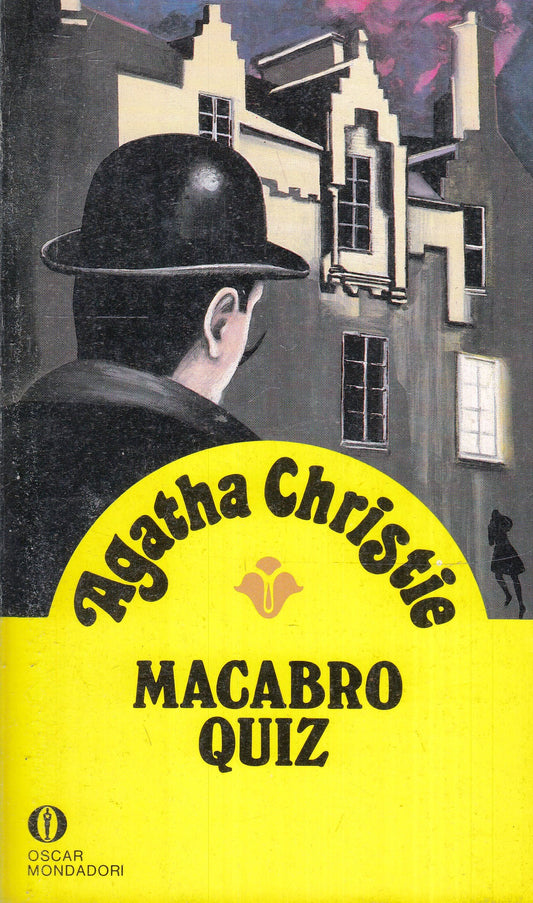 Agatha Christie
MACABRO
QUIZ
OSCAR
MONDADORI